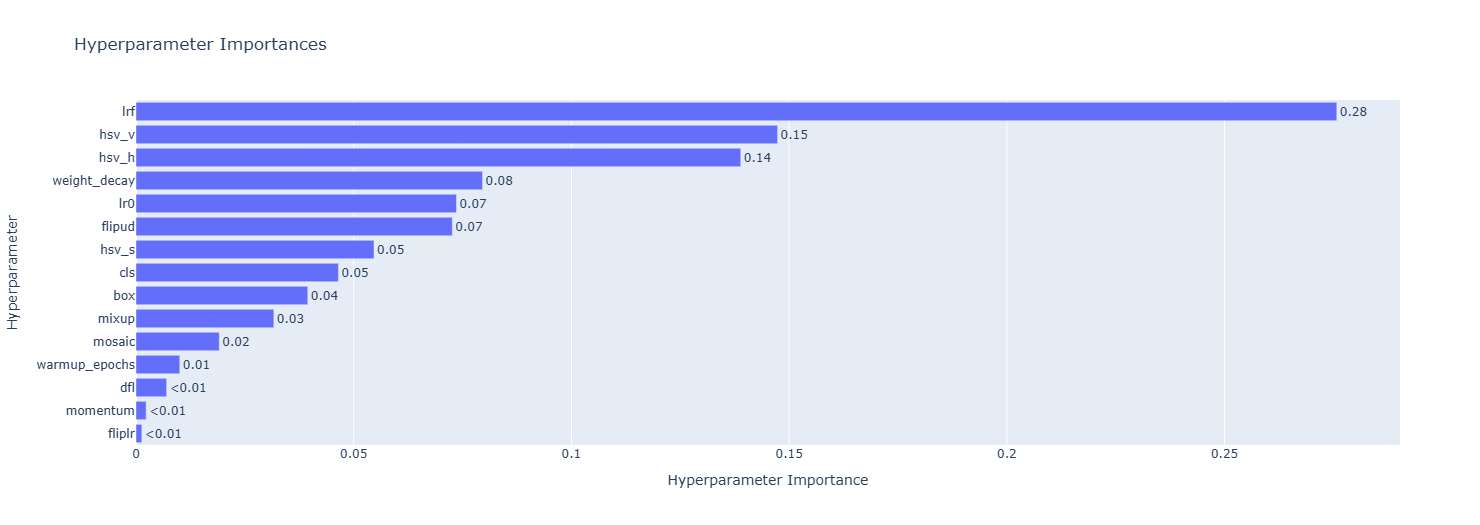 Hyperparameter Importances
Hyperparameter
lrf 0.28
hsv_v 0.15
hsv_h 0.14
weight_decay 0.08
lr0 0.07
flipud 0.07
hsv_s 0.05
cls 0.05
box 0.04
mixup 0.03
mosaic 0.02
warmup_epochs 0.01
dfl <0.01
momentum <0.01
fliplr <0.01
0 0.05 0.1 0.15 0.2 0.25
Hyperparameter Importance